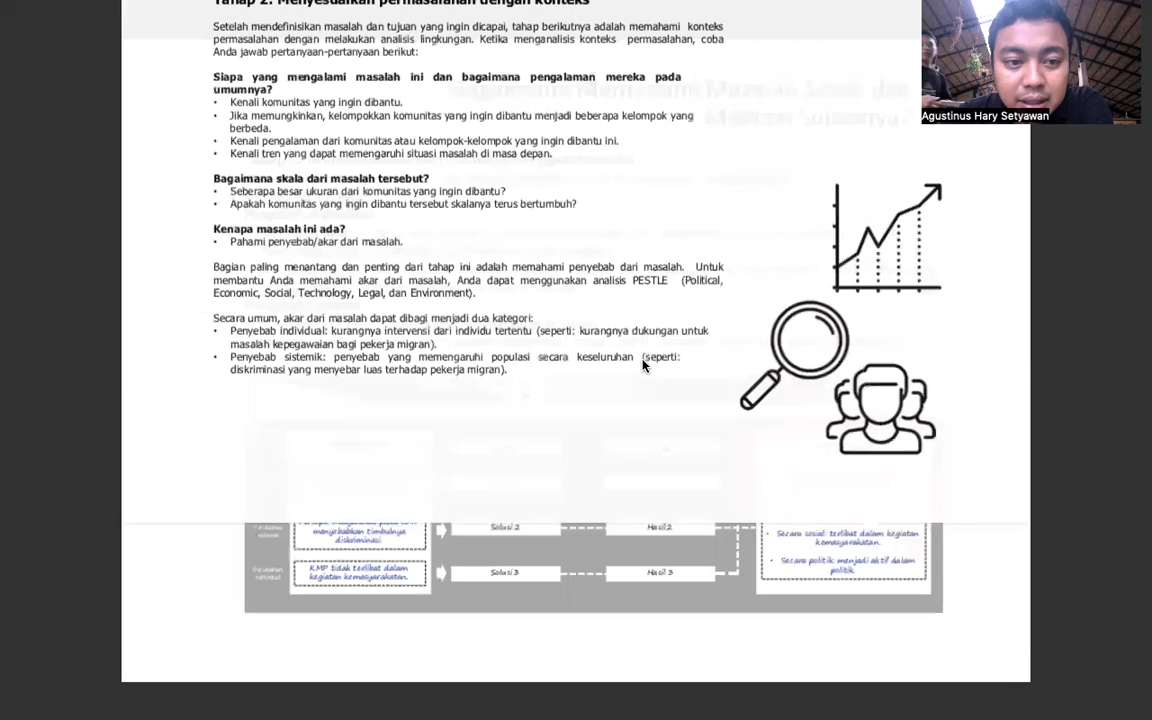 Tahap 2: Menyesuaikan permasalahan dengan konteks
Setelah mendefinisikan masalah dan tujuan yang ingin dicapai, tahap berikutnya adalah memahami konteks
permasalahan dengan melakukan analisis lingkungan. Ketika menganalisis konteks permasalahan, coba
Anda jawab pertanyaan-pertanyaan berikut:
Siapa yang mengalami masalah ini dan bagaimana pengalaman mereka pada
umumnya?
• Kenali komunitas yang ingin dibantu.
• Jika memungkinkan, kelompokkan komunitas yang ingin dibantu menjadi beberapa kelompok yang
berbeda.
• Kenali pengalaman dari komunitas atau kelompok-kelompok yang ingin dibantu ini.
• Kenali tren yang dapat memengaruhi situasi masalah di masa depan.
Bagaimana skala dari masalah tersebut?
• Seberapa besar ukuran dari komunitas yang ingin dibantu?
• Apakah komunitas yang ingin dibantu tersebut skalanya terus bertumbuh?
Kenapa masalah ini ada?
• Pahami penyebab/akar dari masalah.
Bagian paling menantang dan penting dari tahap ini adalah memahami penyebab dari masalah. Untuk
membantu Anda memahami akar dari masalah, Anda dapat menggunakan analisis PESTLE (Political,
Economic, Social, Technology, Legal, dan Environment).
Secara umum, akar dari masalah dapat dibagi menjadi dua kategori:
• Penyebab individual: kurangnya intervensi dari individu tertentu (seperti: kurangnya dukungan untuk
masalah kepegawaian bagi pekerja migran).
• Penyebab sistemik: penyebab yang memengaruhi populasi secara keseluruhan (seperti:
diskriminasi yang menyebar luas terhadap pekerja migran).
Agustinus Hary Setyawan
menyebabkan timbulnya
diskriminasi.
Solusi 2
Hasil 2
• Secara sosial: terlibat dalam kegiatan
kemasyarakatan.
KMP tidak terlibat dalam
kegiatan kemasyarakatan.
Solusi 3
Hasil 3
• Secara politik: menjadi aktif dalam
politik.